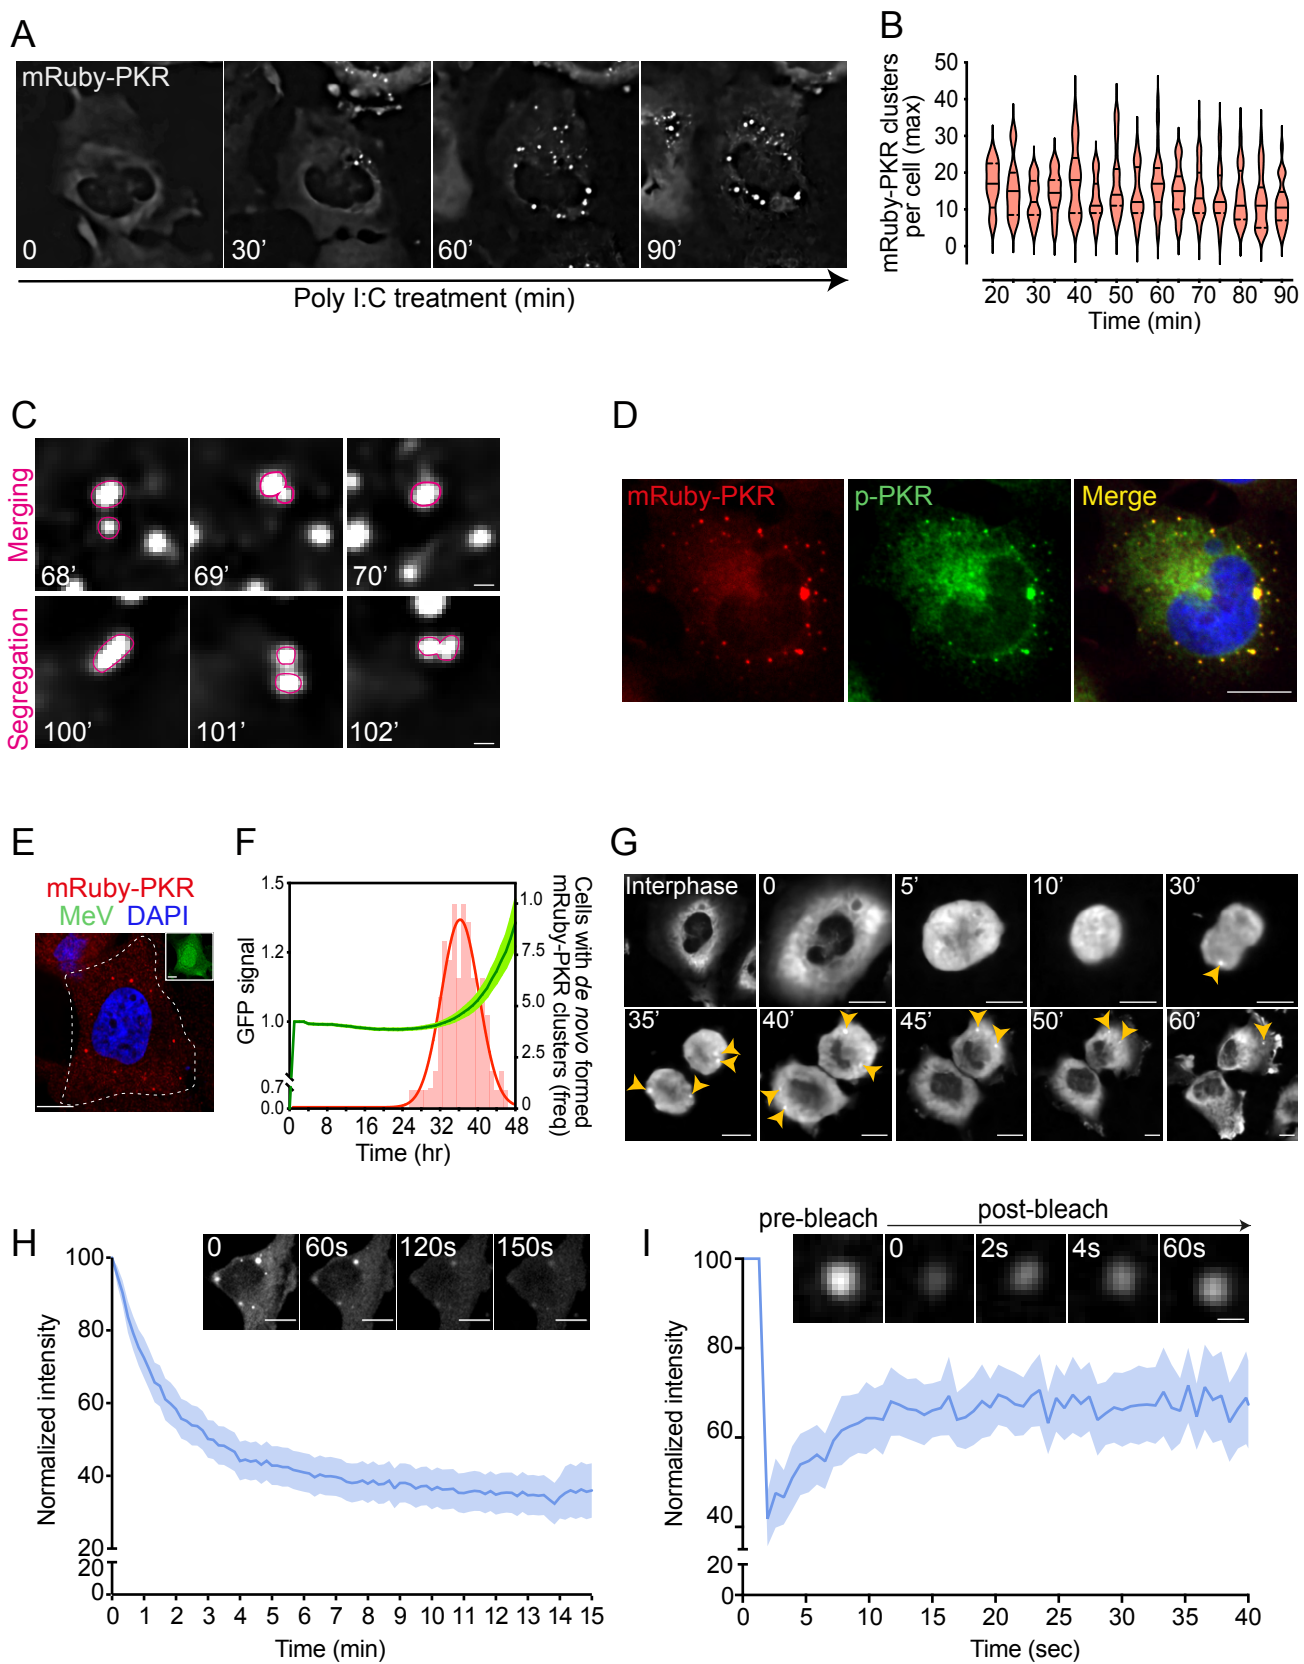 A
mRuby-PKR
0
30’
60’
90’
Poly I:C treatment (min)
B
mRuby-PKR clusters
per cell (max)
50
40
30
20
10
0
20 30 40 50 60 70 80 90
Time (min)
C
Merging
68’
69’
70’
Segregation
100’
101’
102’
D
mRuby-PKR
p-PKR
Merge
E
mRuby-PKR
MeV DAPI
F
GFP signal
1.5
1.2
1.0
0.7
0.0
0 8 16 24 32 40 48
Time (hr)
1.0
7.5
5.0
2.5
0
Cells with de novo formed
mRuby-PKR clusters (freq)
G
Interphase
0
5’
10’
30’
35’
40’
45’
50’
60’
H
Normalized intensity
100
80
60
40
20
20
0
0 1 2 3 4 5 6 7 8 9 10 11 12 13 14 15
Time (min)
0
60s
120s
150s
I
pre-bleach
post-bleach
0
2s
4s
60s
Normalized intensity
100
80
60
40
20
0
0 5 10 15 20 25 30 35 40
Time (sec)